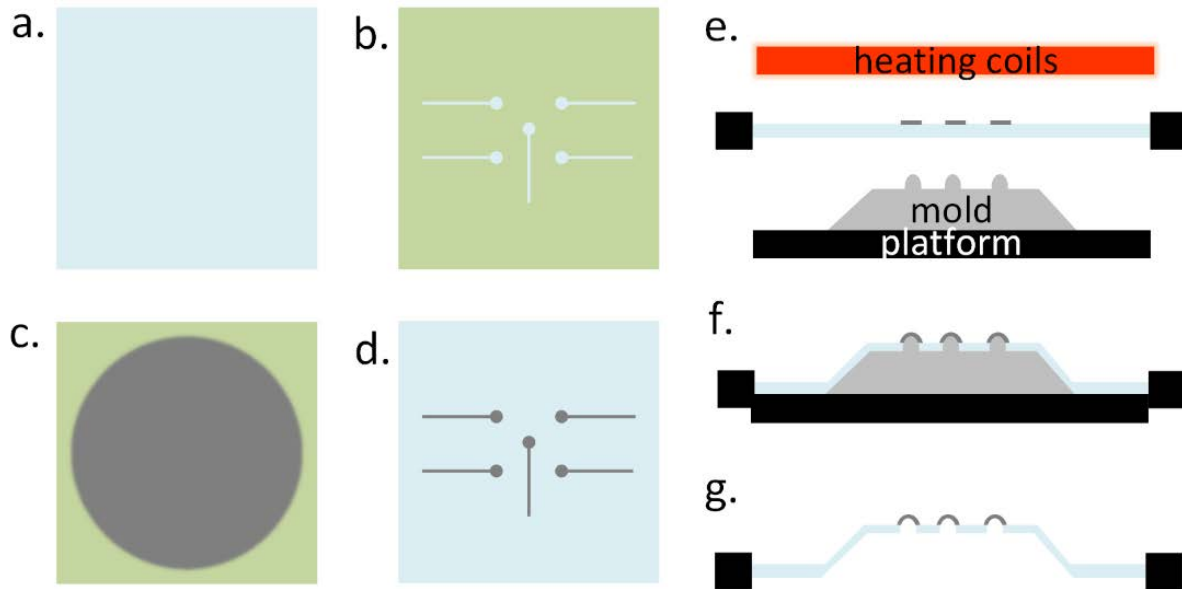 a.
b.
c.
d.
e.
heating coils
mold
platform
f.
g.